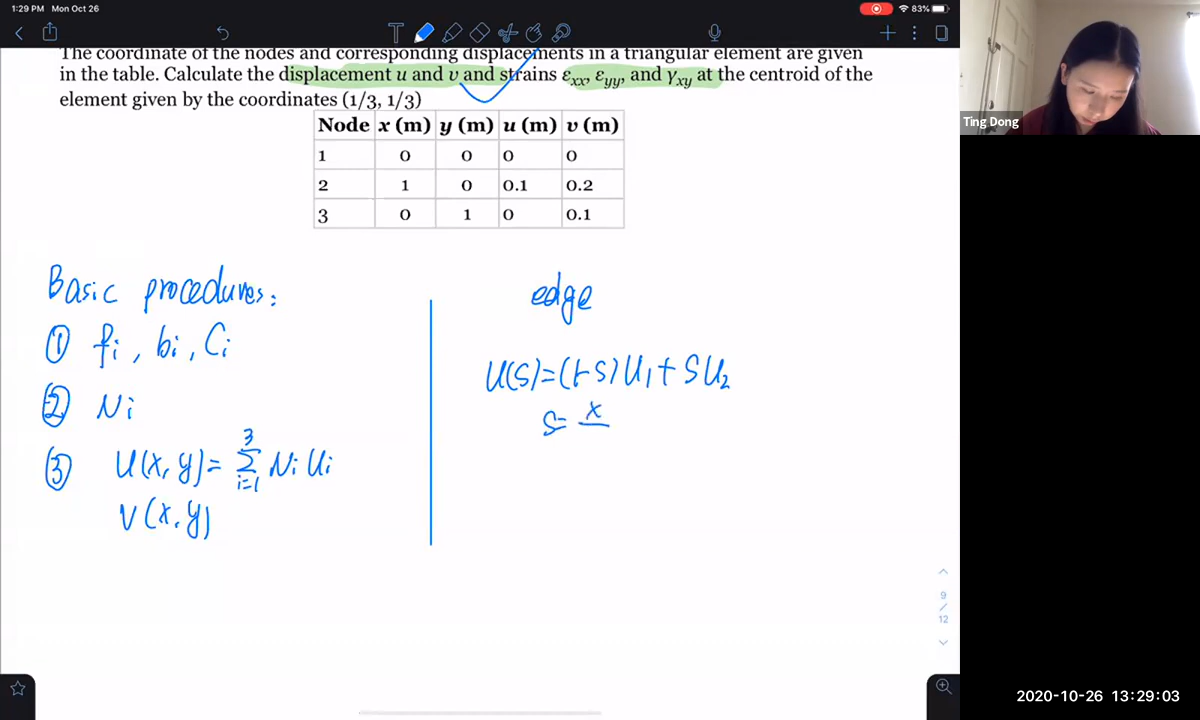 1:29 PM Mon Oct 26
83%
The coordinate of the nodes and corresponding displacements in a triangular element are given
in the table. Calculate the displacement u and v and strains εxx, εyy, and γxy at the centroid of the
element given by the coordinates (1/3, 1/3)
Node x (m) y (m) u (m) v (m)
1 0 0 0 0
2 1 0 0.1 0.2
3 0 1 0 0.1
Basic procedures:
① fi, bi, Ci
② Ni
③ U(x, y) = Σ i=1 3 Ni Ui
V(x, y)
edge
U(S)=(1-S)U1+SU2
S= x
9
/
12
Ting Dong
2020-10-26 13:29:03